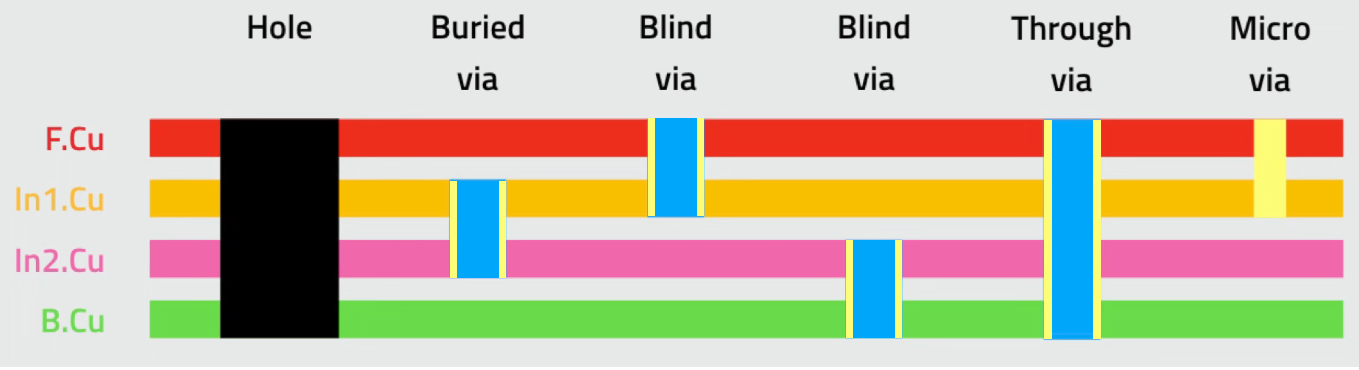 Hole
Buried
via
Blind
via
Blind
via
Through
via
Micro
via
F.Cu
In1.Cu
In2.Cu
B.Cu